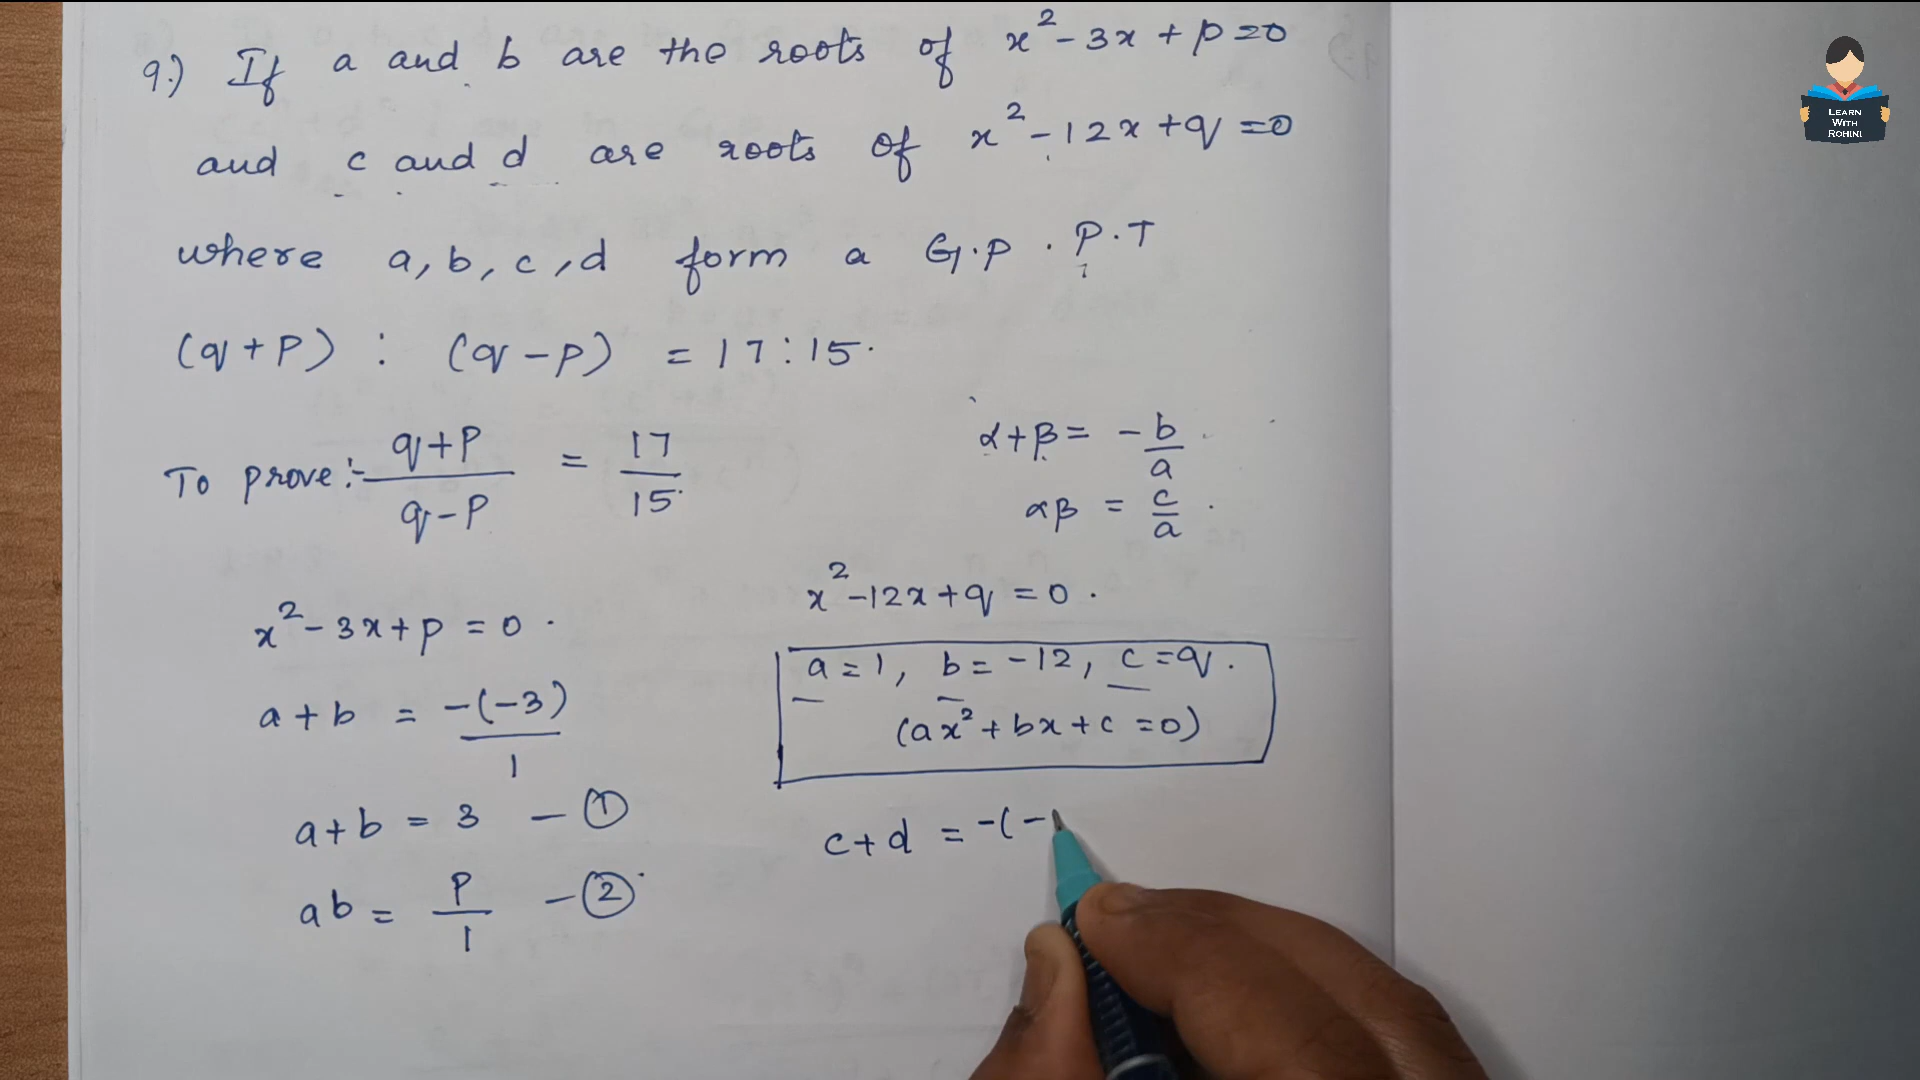 9.) If a and b are the roots of x² - 3x + p = 0
and c and d are roots of x² - 12x + q = 0
where a, b, c, d form a G.P. P.T
(q + p) : (q - p) = 17 : 15.
To prove :- q+p / q-p = 17 / 15.
α + β = - b/a
αβ = c/a.
x² - 3x + p = 0.
a + b = -(-3) / 1
a + b = 3 — ①
ab = p / 1 — ②
x² - 12x + q = 0.
a = 1, b = -12, c = q.
(ax² + bx + c = 0)
c + d = -(-
LEARN
WITH
ROHINI